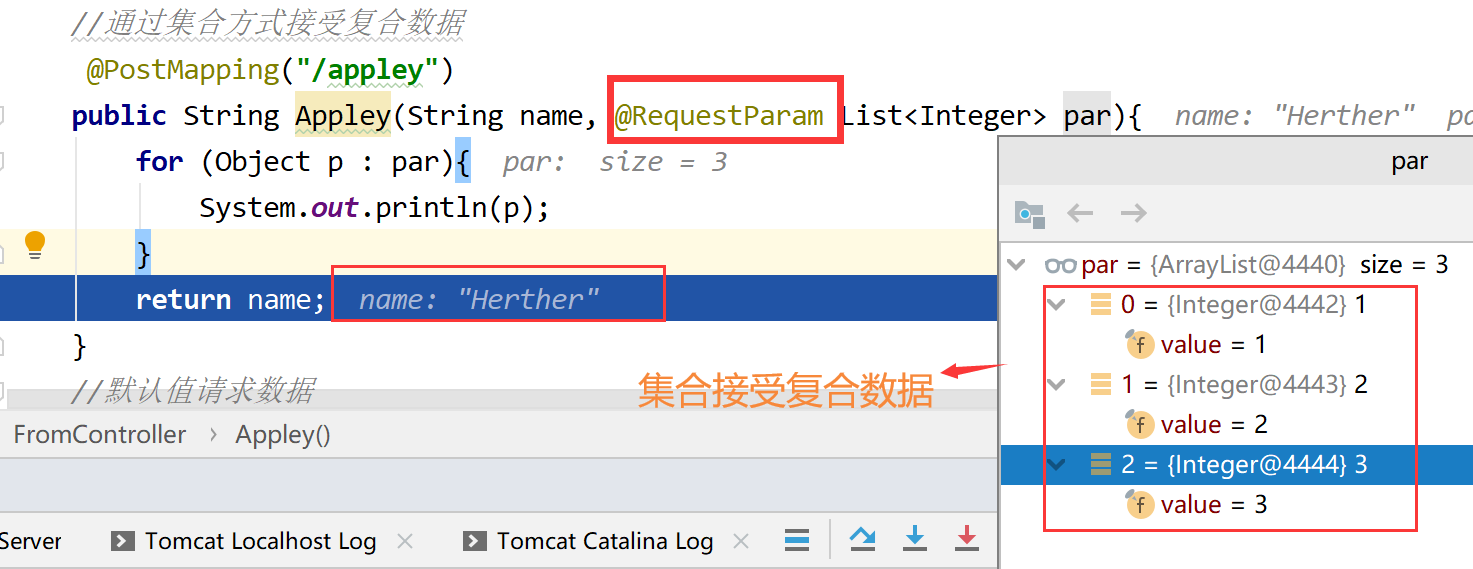 //通过集合方式接受复合数据
@PostMapping("/appley")
public String Appley(String name, @RequestParam List<Integer> par){ name: "Herther" pa
for (Object p : par){ par: size = 3
System.out.println(p);
}
return name; name: "Herther"
}
//默认值请求数据
FromController > Appley()
Server
Tomcat Localhost Log
Tomcat Catalina Log
par
par = {ArrayList@4440} size = 3
0 = {Integer@4442} 1
f value = 1
1 = {Integer@4443} 2
f value = 2
2 = {Integer@4444} 3
f value = 3
集合接受复合数据